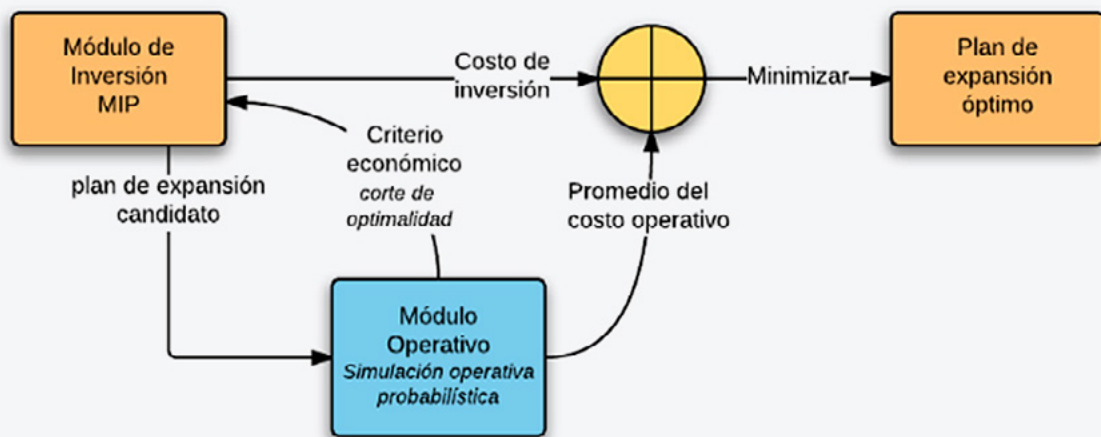 Módulo de
Inversión
MIP
Costo de
inversión
Minimizar
Plan de
expansión
óptimo
Criterio
económico
corte de
optimalidad
plan de expansión
candidato
Promedio del
costo operativo
Módulo
Operativo
Simulación operativa
probabilística